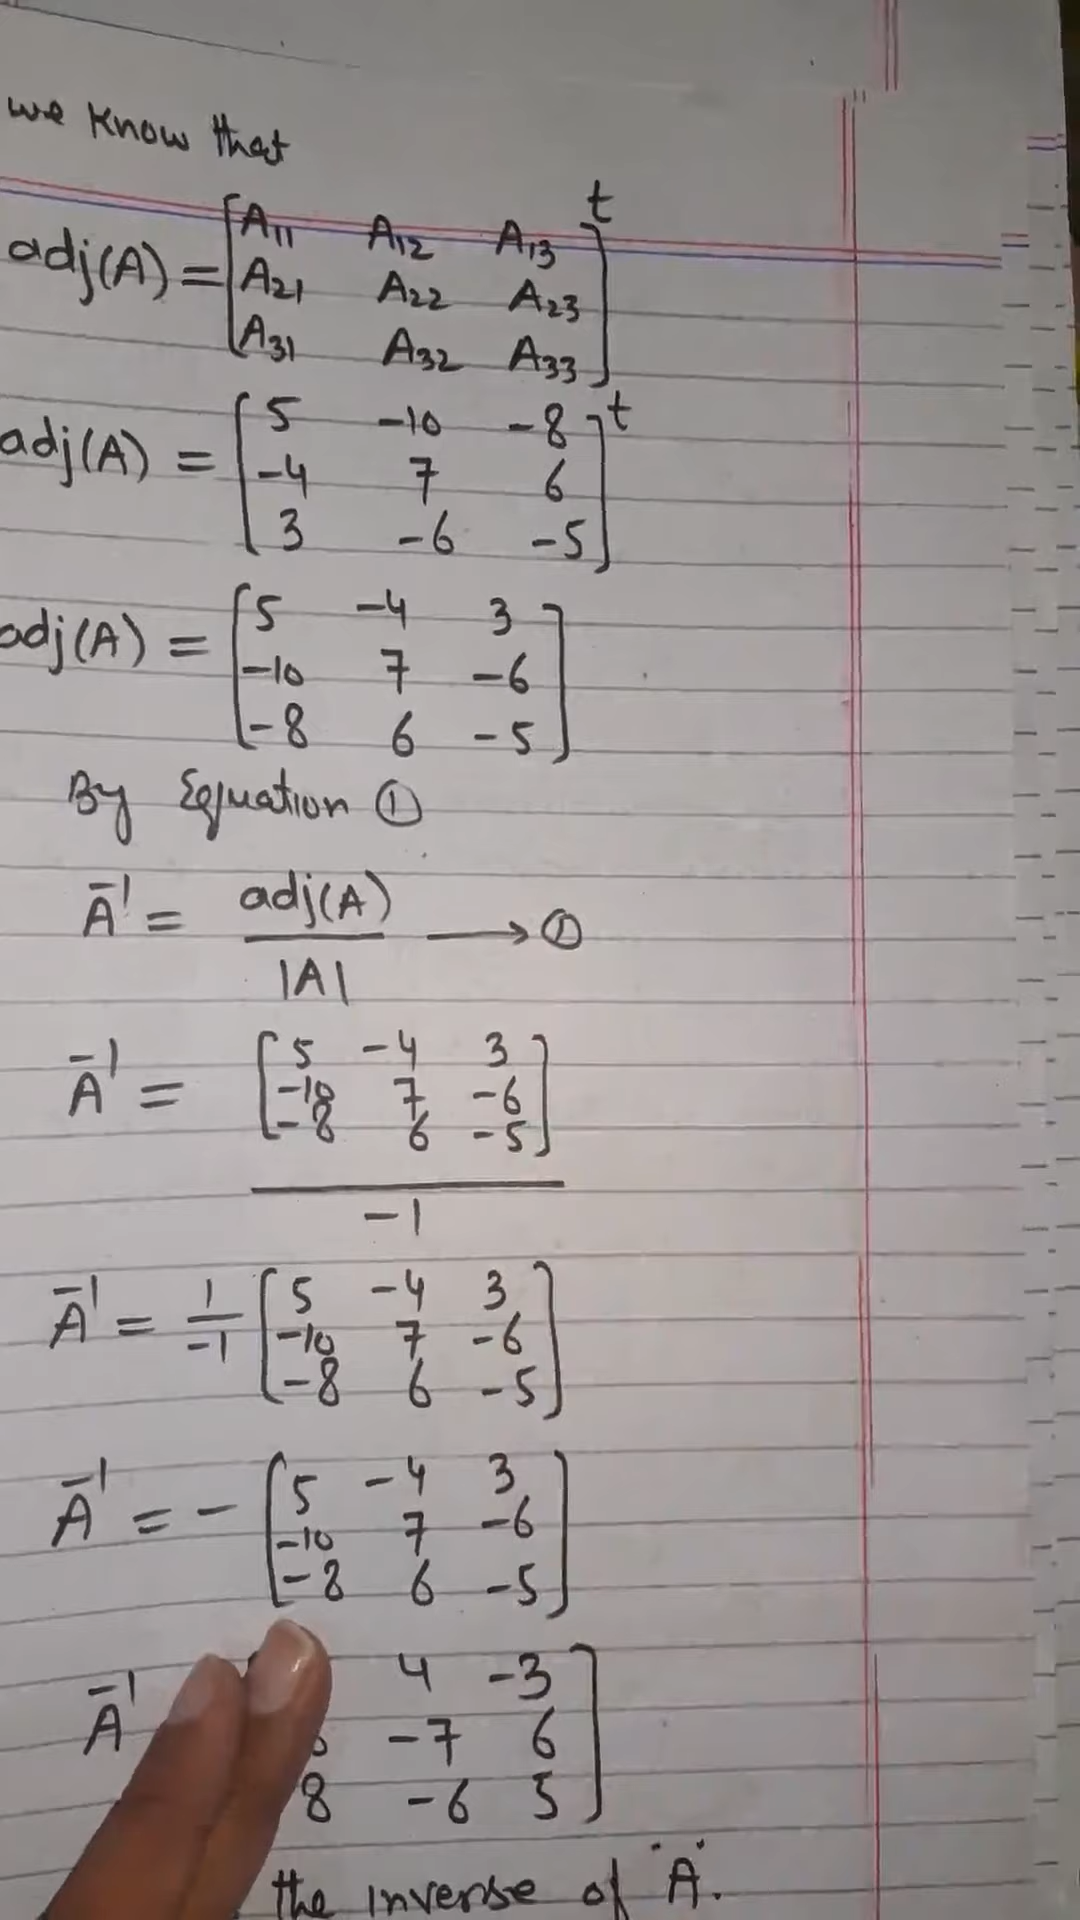 we know that
adj(A) = [A11 A12 A13
A21 A22 A23
A31 A32 A33]t
adj(A) = [5 -10 -8
-4 7 6
3 -6 -5]t
adj(A) = [5 -4 3
-10 7 -6
-8 6 -5]
By Equation ①
A⁻¹ = adj(A) / |A| → ①
A⁻¹ = [5 -4 3
-10 7 -6
-8 6 -5]
-1
A⁻¹ = 1/-1 [5 -4 3
-10 7 -6
-8 6 -5]
A⁻¹ = - [5 -4 3
-10 7 -6
-8 6 -5]
A⁻¹ 4 -3
-7 6
8 -6 5]
the inverse of "A".